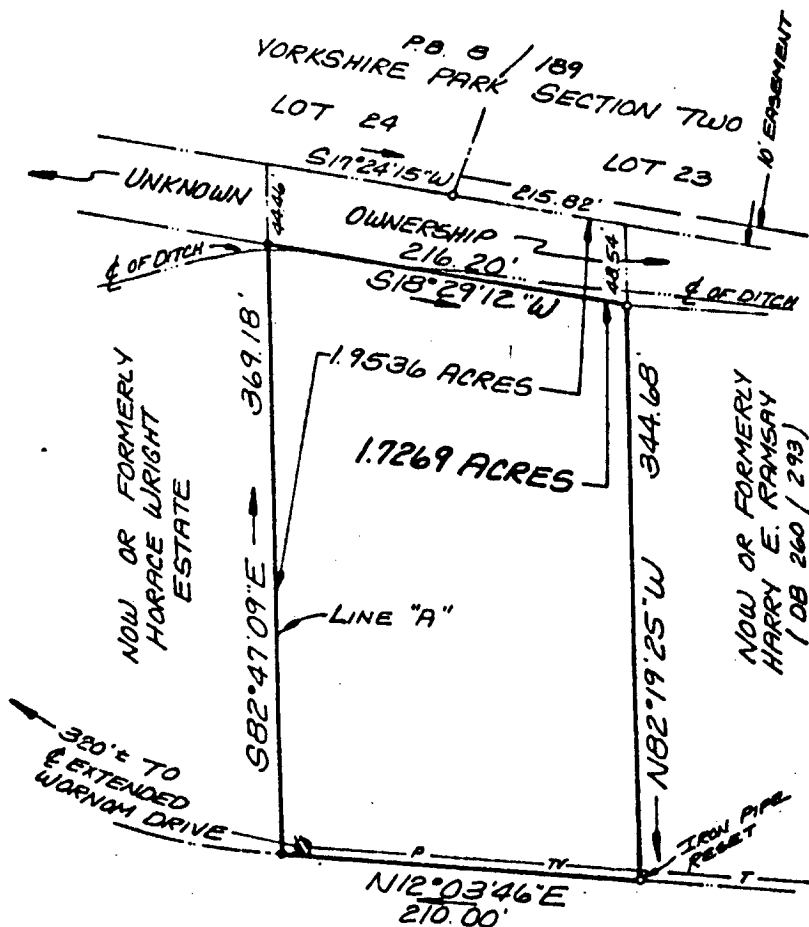 P.B. 8 / 189
YORKSHIRE PARK SECTION TWO
LOT 24
LOT 23
10' EASEMENT
S17°24'15"W
215.82'
UNKNOWN
OWNERSHIP
44.46
48.54
℄ OF DITCH
216.20'
S18°29'12"W
℄ OF DITCH
369.18'
1.9536 ACRES
344.68'
1.7269 ACRES
NOW OR FORMERLY
HORACE WRIGHT
ESTATE
NOW OR FORMERLY
HARRY E. RAMSAY
(DB 260 / 293)
S82°47'09"E
LINE "A"
N82°19'25"W
320'± TO
℄ EXTENDED
WORNOM DRIVE
IRON PIPE
RESET
P
TV
T
N12°03'46"E
210.00'